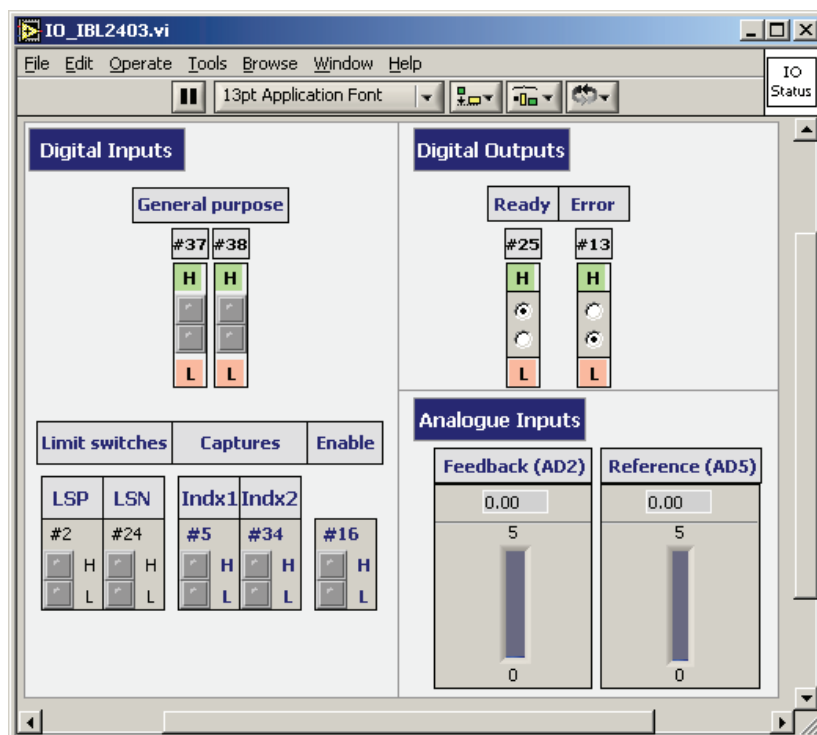 IO_IBL2403.vi
File Edit Operate Tools Browse Window Help
13pt Application Font
IO
Status
Digital Inputs
General purpose
#37 #38
H H
L L
Limit switches Captures Enable
LSP LSN Indx1 Indx2
#2 #24 #5 #34 #16
H H H H H
L L L L L
Digital Outputs
Ready Error
#25 #13
H H
L L
Analogue Inputs
Feedback (AD2) Reference (AD5)
0.00 0.00
5 5
0 0